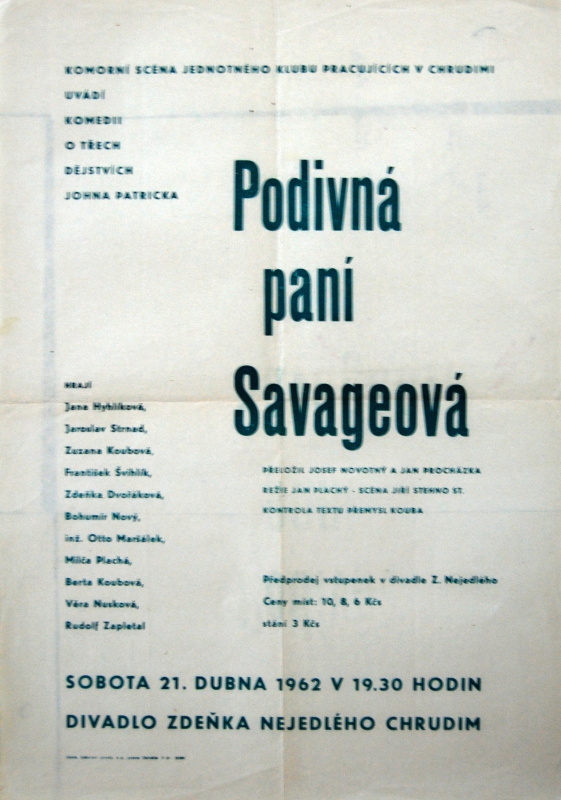 KOMORNÍ SCÉNA JEDNOTNÉHO KLUBU PRACUJÍCÍCH V CHRUDIMI
UVÁDÍ
KOMEDII
O TŘECH
DĚJSTVÍCH
JOHNA PATRICKA
Podivná
paní
Savageová
HRAJÍ
Jana Hyhlíková,
Jaroslav Strnad,
Zuzana Koubová,
František Švihlík,
Zdeňka Dvořáková,
Bohumír Nový,
inž. Otto Maršálek,
Milča Plachá,
Berta Koubová,
Věra Nusková,
Rudolf Zapletal
PŘELOŽIL JOSEF NOVOTNÝ A JAN PROCHÁZKA
REŽIE JAN PLACHÝ - SCÉNA JIŘÍ STEHNO ST.
KONTROLA TEXTU PŘEMYSL KOUBA
Předprodej vstupenek v divadle Z. Nejedlého
Ceny míst: 10, 8, 6 Kčs
stání 3 Kčs
SOBOTA 21. DUBNA 1962 V 19.30 HODIN
DIVADLO ZDEŇKA NEJEDLÉHO CHRUDIM